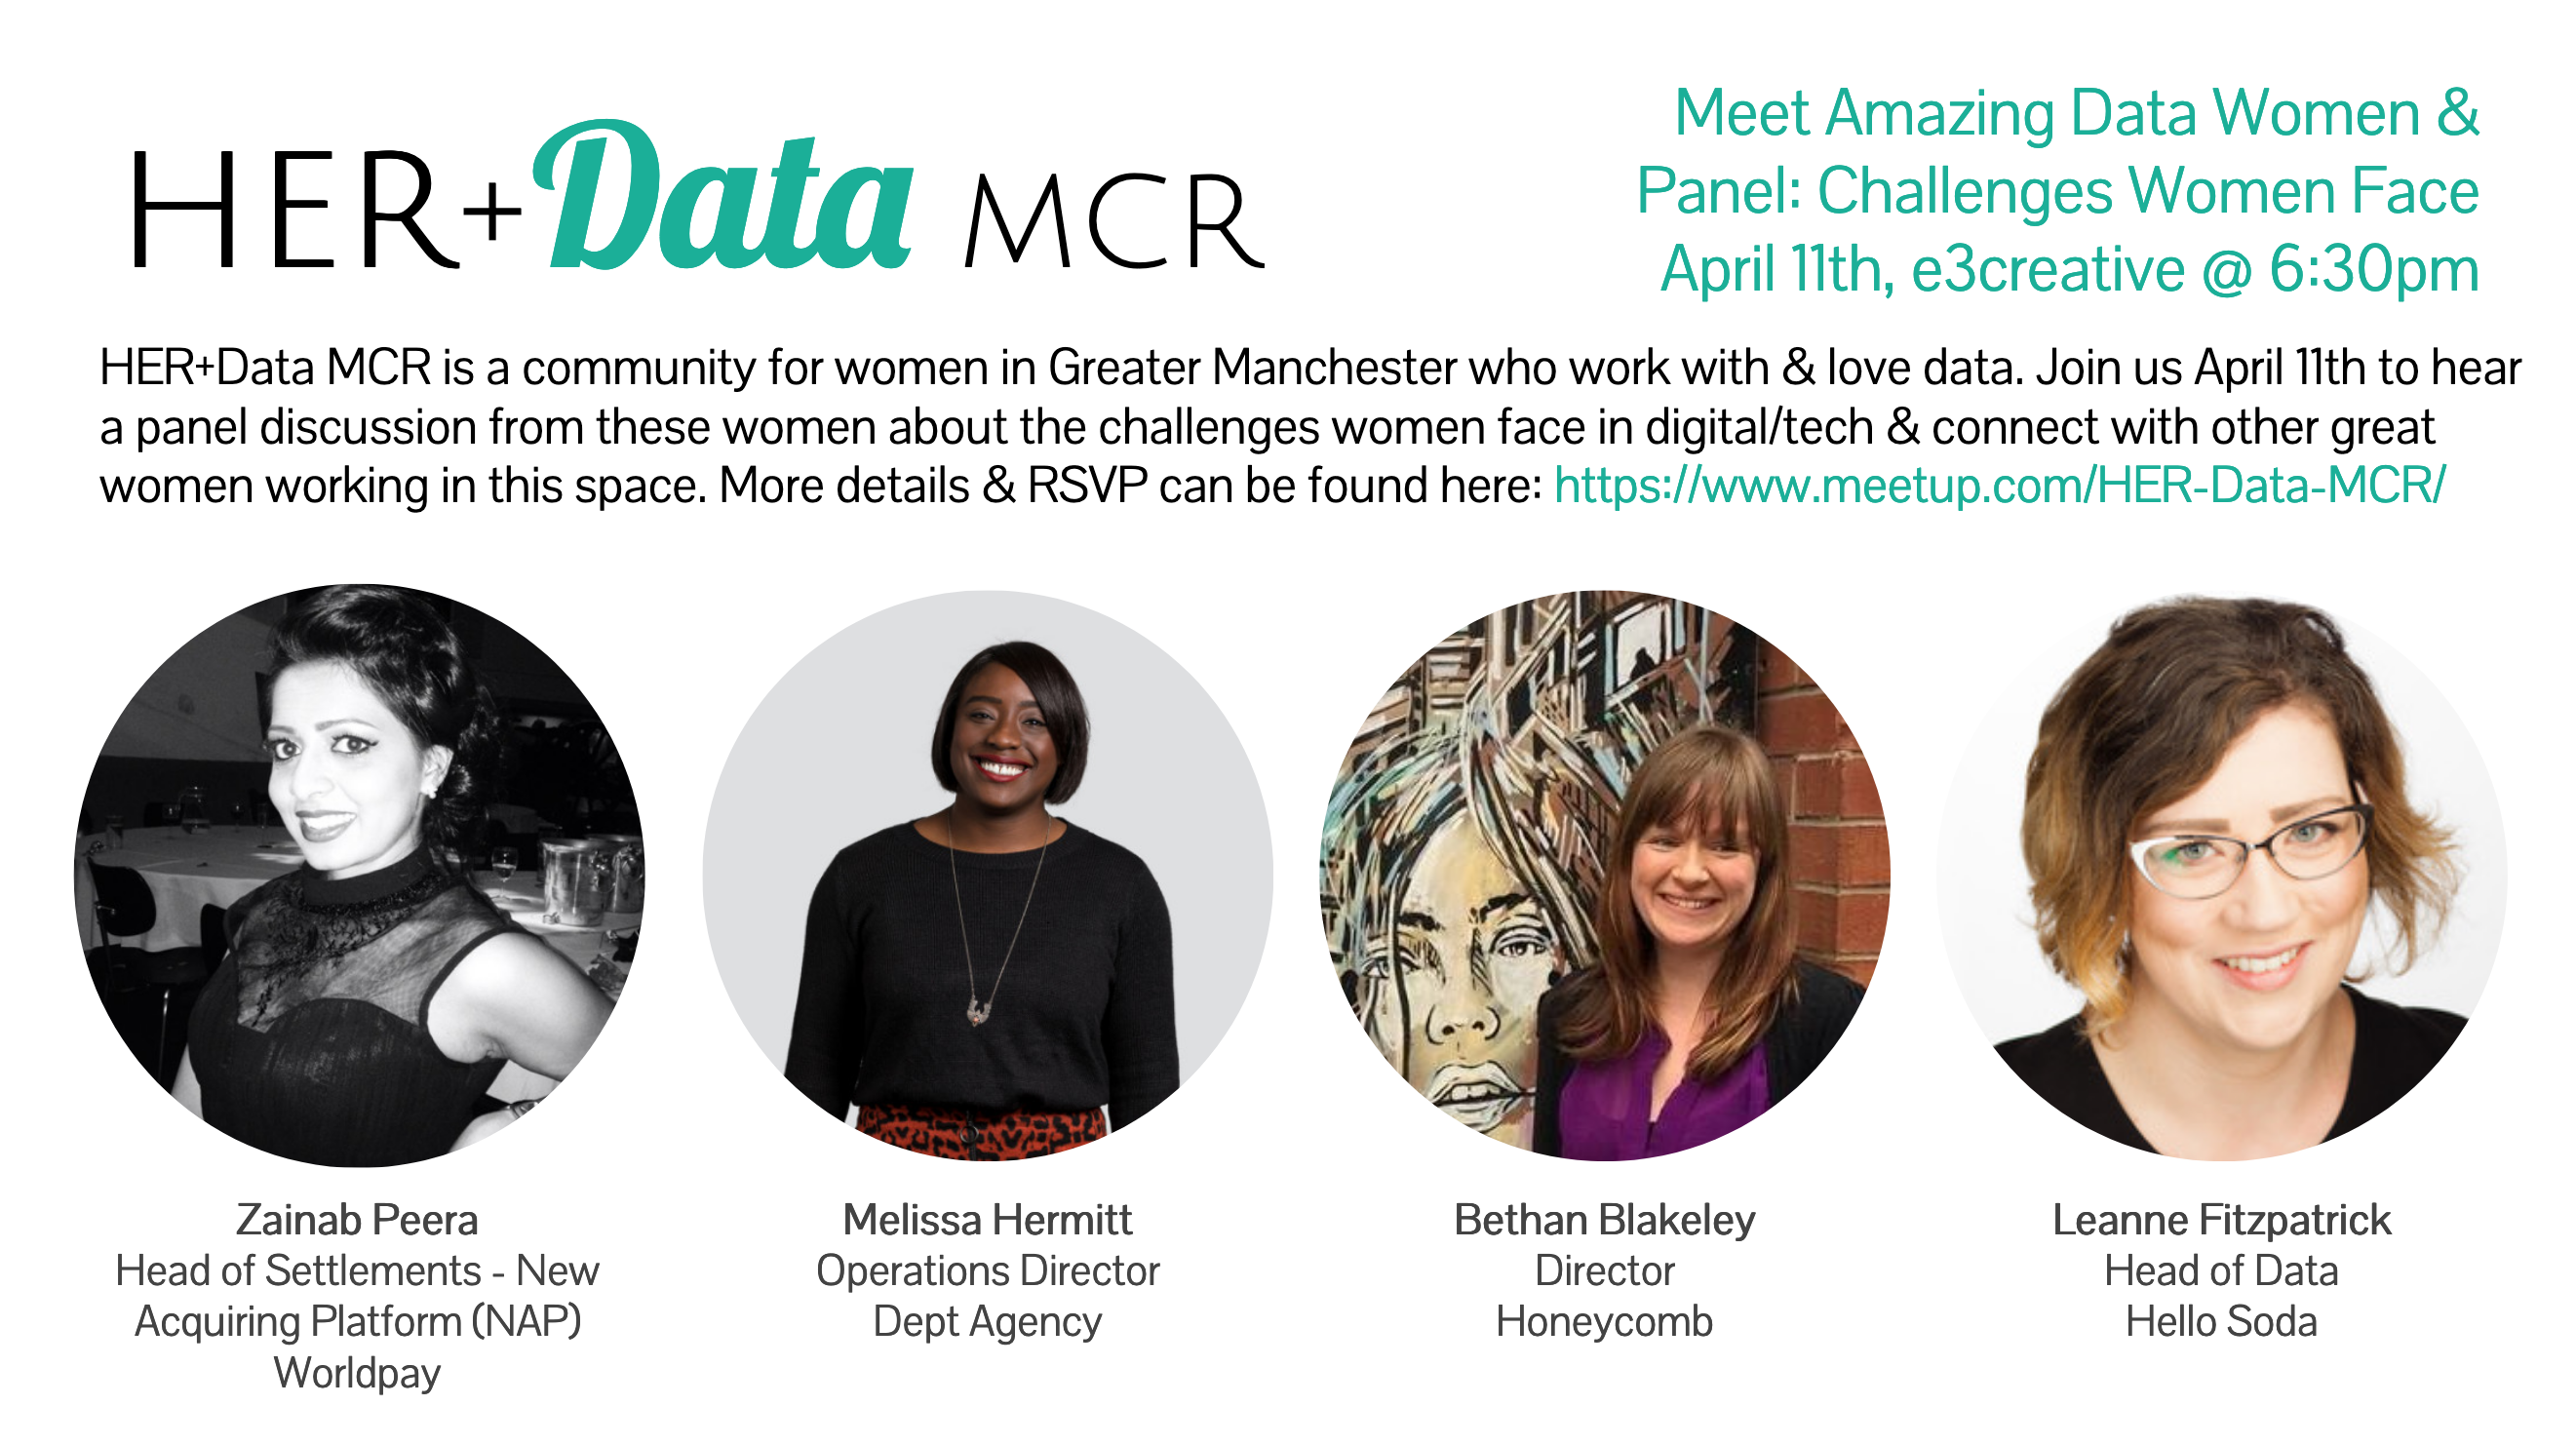 HER+Data MCR
Meet Amazing Data Women &
Panel: Challenges Women Face
April 11th, e3creative @ 6:30pm
HER+Data MCR is a community for women in Greater Manchester who work with & love data. Join us April 11th to hear
a panel discussion from these women about the challenges women face in digital/tech & connect with other great
women working in this space. More details & RSVP can be found here: https://www.meetup.com/HER-Data-MCR/
Zainab Peera
Head of Settlements - New
Acquiring Platform (NAP)
Worldpay
Melissa Hermitt
Operations Director
Dept Agency
Bethan Blakeley
Director
Honeycomb
Leanne Fitzpatrick
Head of Data
Hello Soda